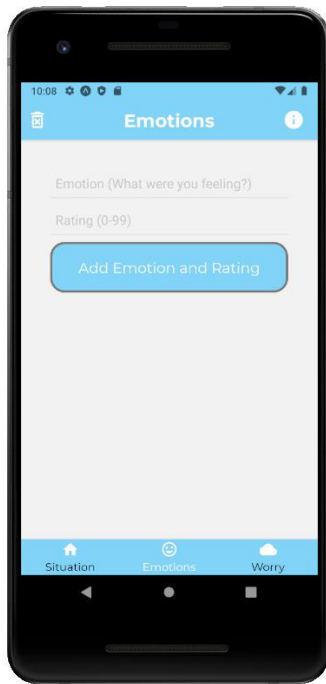 10:08
Emotions
Emotion (What were you feeling?)
Rating (0-99)
Add Emotion and Rating
Situation Emotions Worry